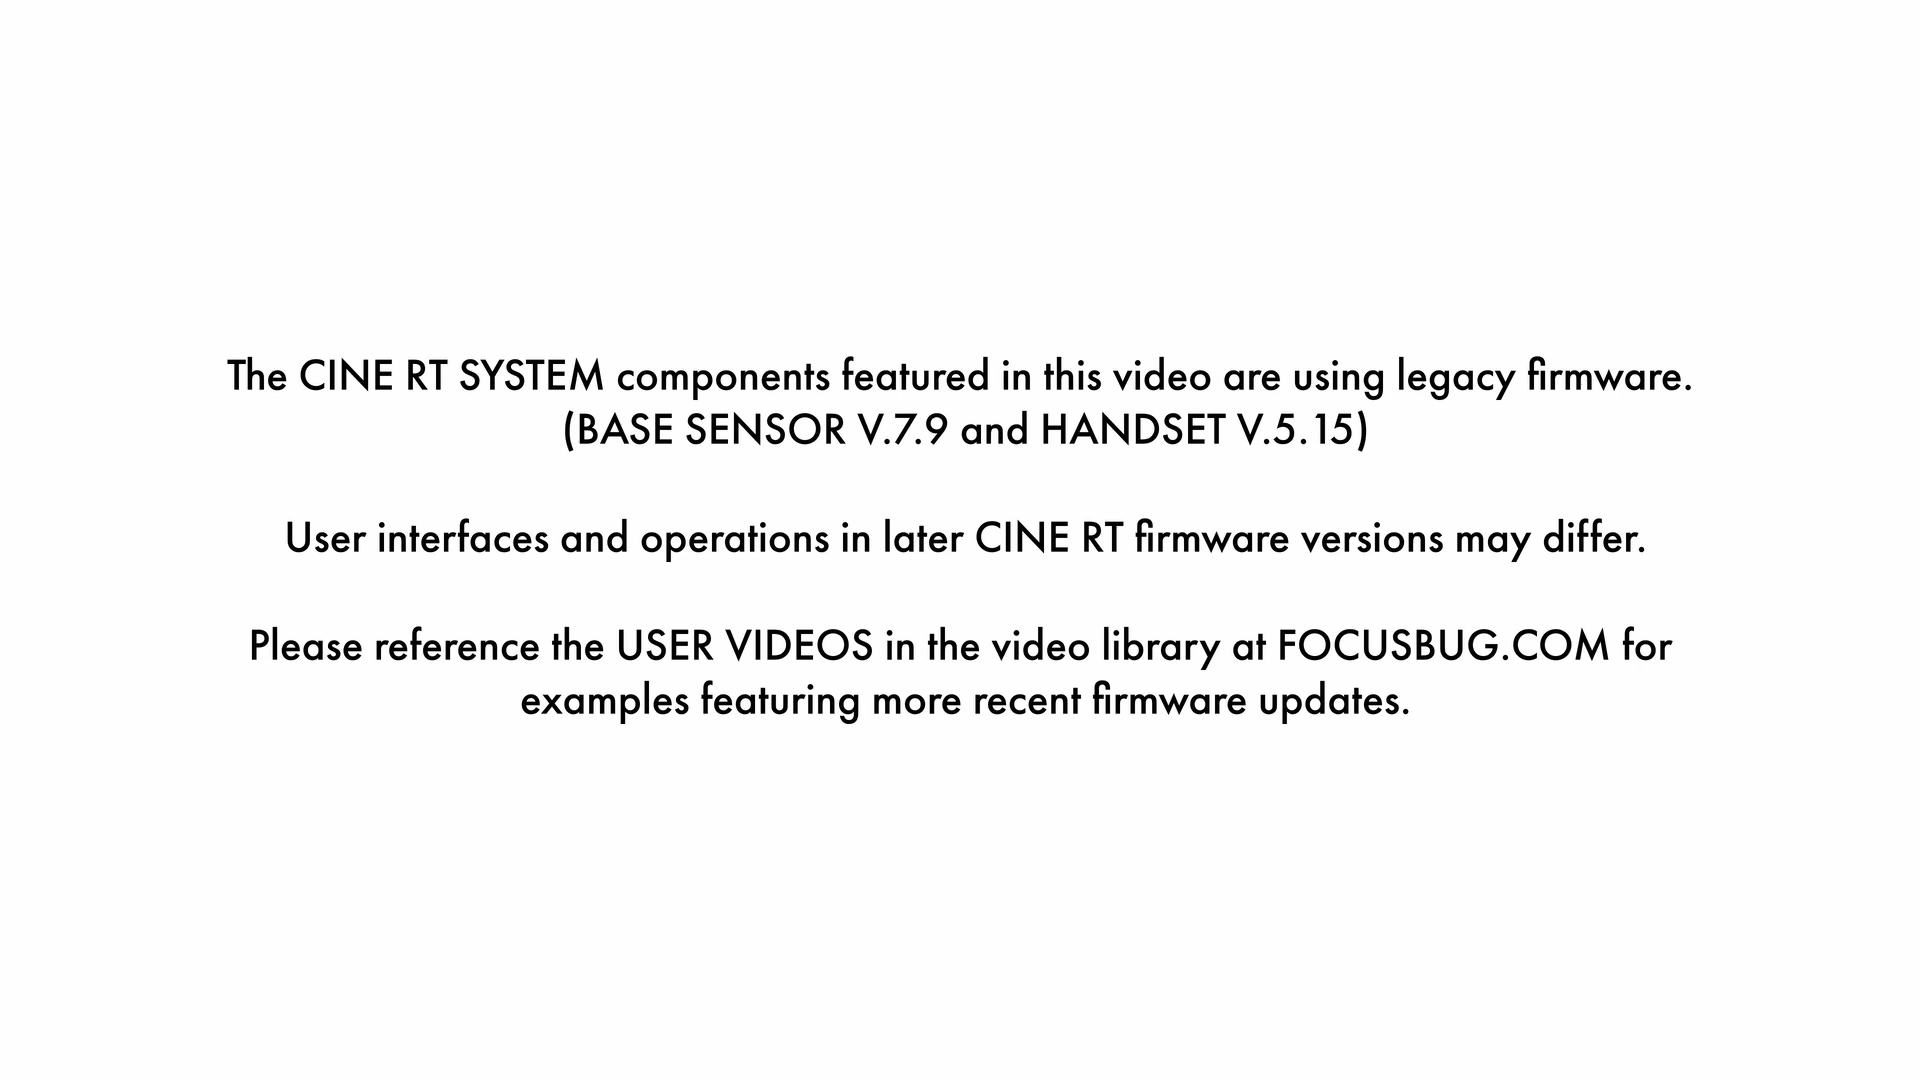 The CINE RT SYSTEM components featured in this video are using legacy firmware.
(BASE SENSOR V.7.9 and HANDSET V.5.15)
User interfaces and operations in later CINE RT firmware versions may differ.
Please reference the USER VIDEOS in the video library at FOCUSBUG.COM for
examples featuring more recent firmware updates.